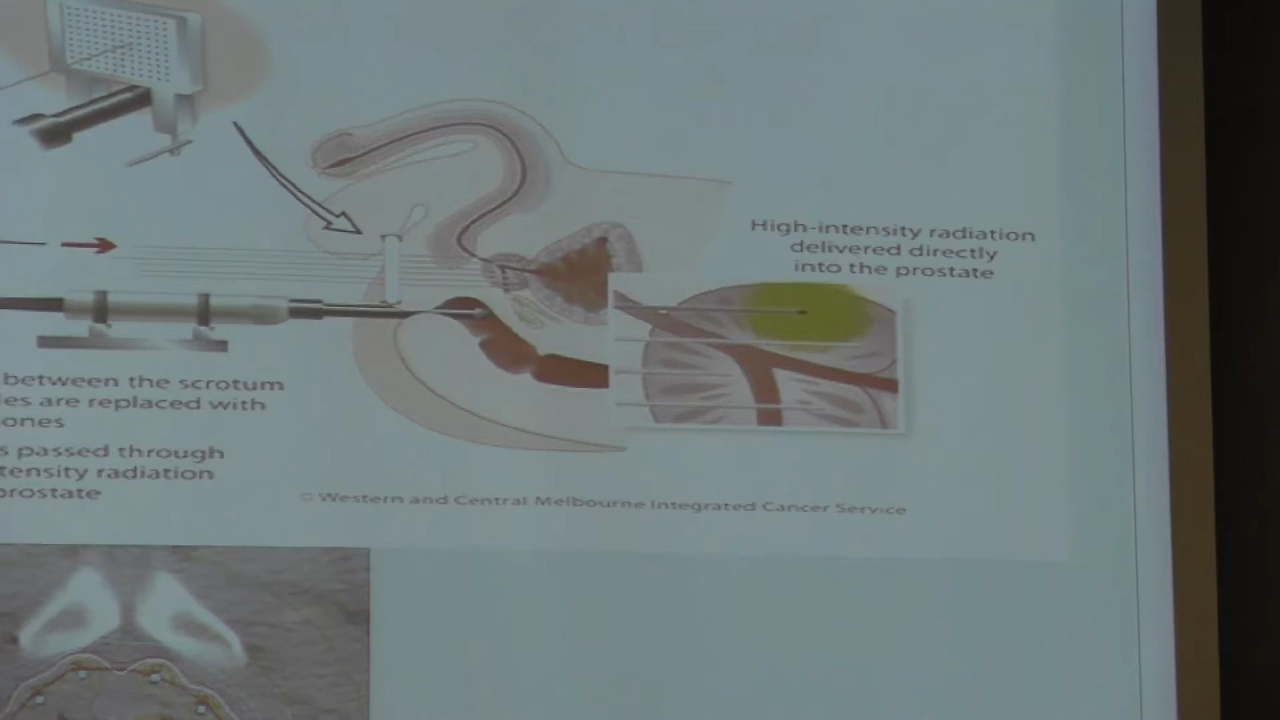 High-intensity radiation
delivered directly
into the prostate
between the scrotum
les are replaced with
ones
s passed through
tensity radiation
prostate
© Western and Central Melbourne Integrated Cancer Service